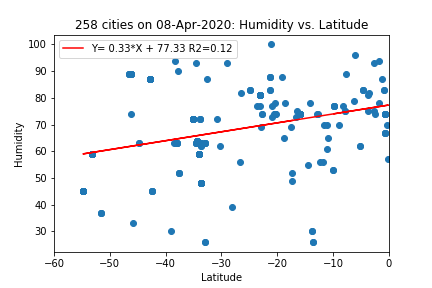 258 cities on 08-Apr-2020: Humidity vs. Latitude
Y= 0.33*X + 77.33 R2=0.12
Humidity
100
90
80
70
60
50
40
30
−60 −50 −40 −30 −20 −10 0
Latitude